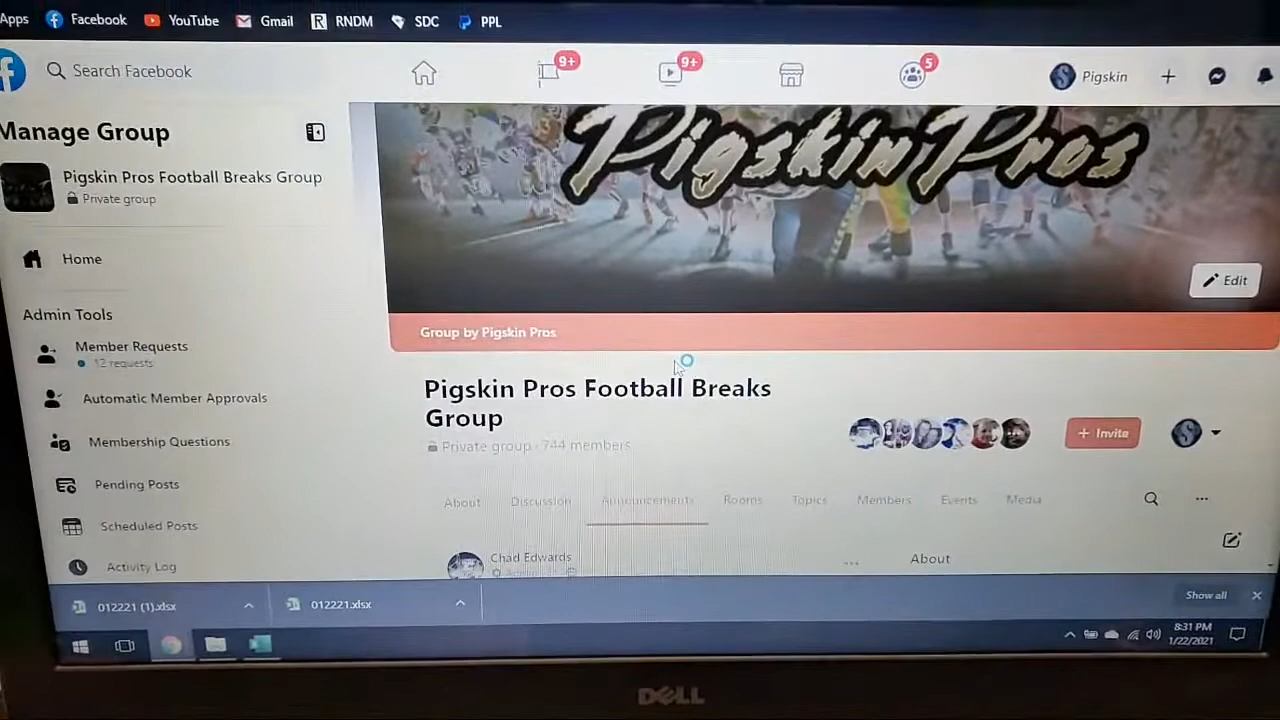 Apps Facebook YouTube Gmail R RNDM SDC PPL
Search Facebook 9+ 9+ 5 Pigskin
Manage Group
Pigskin Pros
Pigskin Pros Football Breaks Group
Private group
Home
Edit
Admin Tools
Group by Pigskin Pros
Member Requests
12 requests
Pigskin Pros Football Breaks
Group
Automatic Member Approvals
Invite
Membership Questions
Private group · 744 members
Pending Posts
About Discussion Announcements Rooms Topics Members Events Media
Scheduled Posts
Chad Edwards
About
Activity Log
012221 (1).xlsx 012221.xlsx Show all
8:31 PM
1/22/2021
DELL